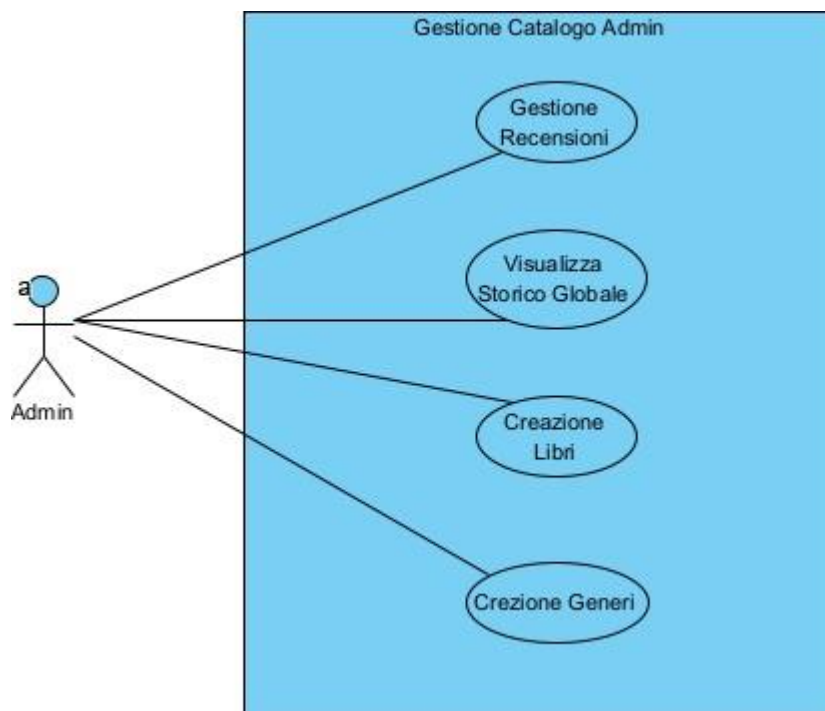 Gestione Catalogo Admin
Gestione
Recensioni
Visualizza
Storico Globale
a
Admin
Creazione
Libri
Crezione Generi